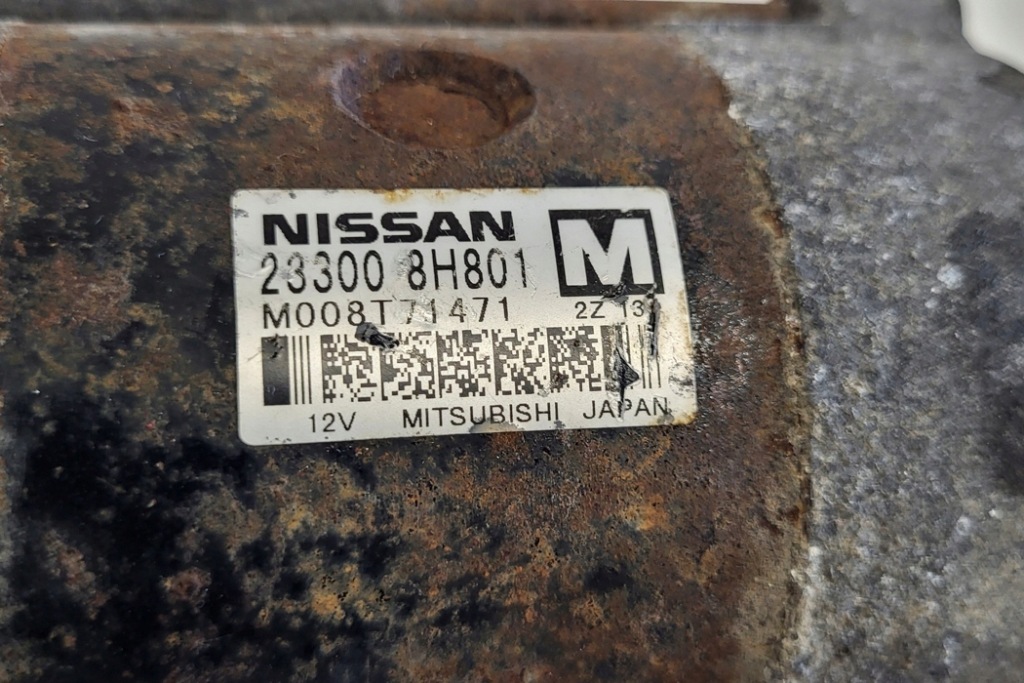 NISSAN
M
23300 8H801
M008T71471 2Z 13
12V MITSUBISHI JAPAN